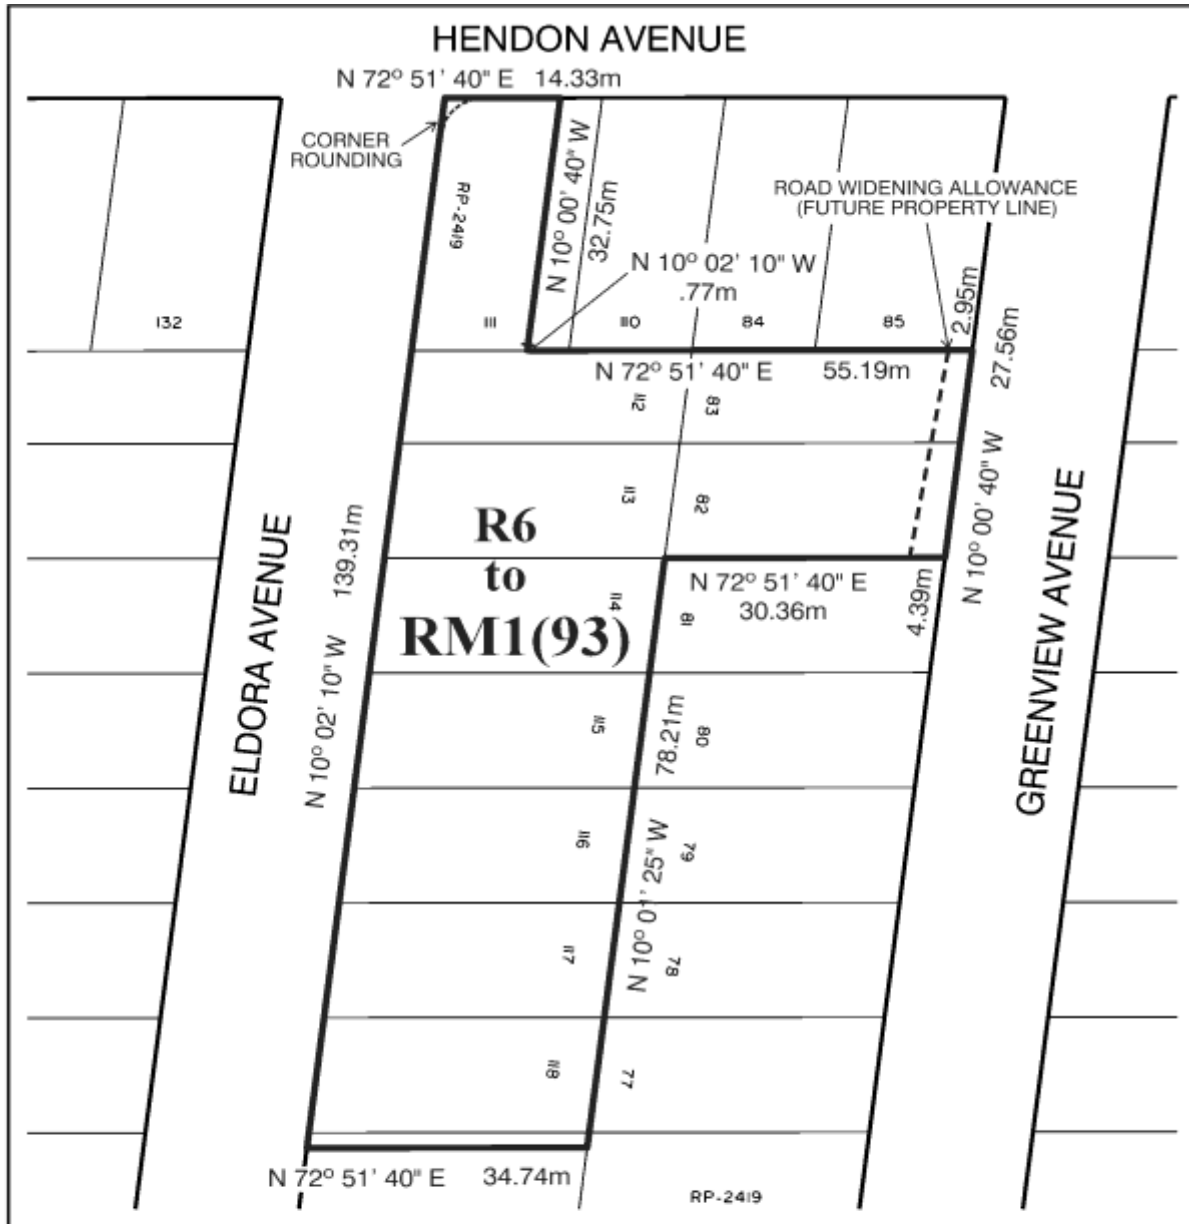 HENDON AVENUE
N 72° 51' 40" E 14.33m
CORNER
ROUNDING
RP-2419
N 10° 00' 40" W
32.75m
ROAD WIDENING ALLOWANCE
(FUTURE PROPERTY LINE)
N 10° 02' 10" W
.77m
2.95m
27.56m
132
111
110
84
85
N 72° 51' 40" E 55.19m
112
83
113
82
N 10° 00' 40" W
R6
to
RM1(93)
ELDORA AVENUE
139.31m
N 10° 02' 10" W
N 72° 51' 40" E
30.36m
4.39m
GREENVIEW AVENUE
114
81
115
78.21m
80
116
N 10° 01' 25" W
79
117
78
118
77
N 72° 51' 40" E 34.74m
RP-2419